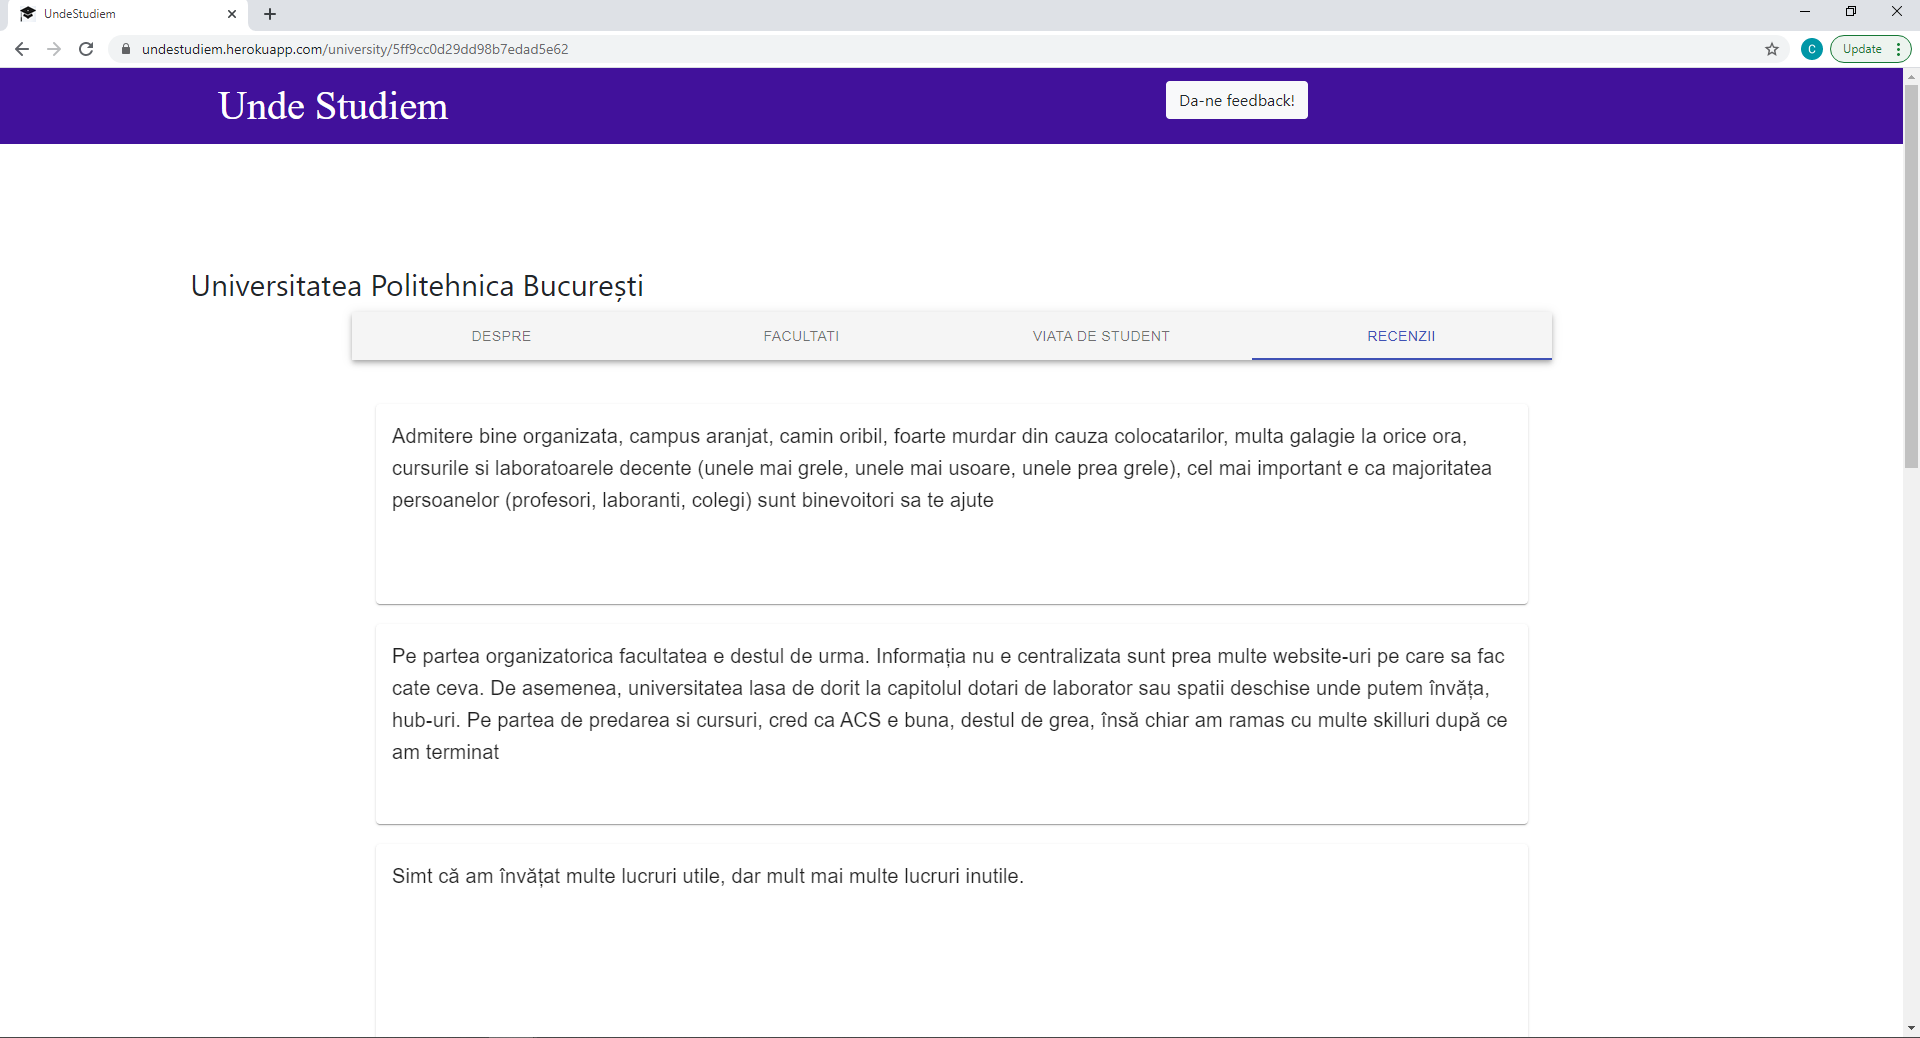 UndeStudiem
undestudiem.herokuapp.com/university/5ff9cc0d29dd98b7edad5e62
C
Update
Unde Studiem
Da-ne feedback!
Universitatea Politehnica București
DESPRE
FACULTATI
VIATA DE STUDENT
RECENZII
Admitere bine organizata, campus aranjat, camin oribil, foarte murdar din cauza colocatarilor, multa galagie la orice ora,
cursurile si laboratoarele decente (unele mai grele, unele mai usoare, unele prea grele), cel mai important e ca majoritatea
persoanelor (profesori, laboranti, colegi) sunt binevoitori sa te ajute
Pe partea organizatorica facultatea e destul de urma. Informația nu e centralizata sunt prea multe website-uri pe care sa fac
cate ceva. De asemenea, universitatea lasa de dorit la capitolul dotari de laborator sau spatii deschise unde putem învăța,
hub-uri. Pe partea de predarea si cursuri, cred ca ACS e buna, destul de grea, însă chiar am ramas cu multe skilluri după ce
am terminat
Simt că am învățat multe lucruri utile, dar mult mai multe lucruri inutile.